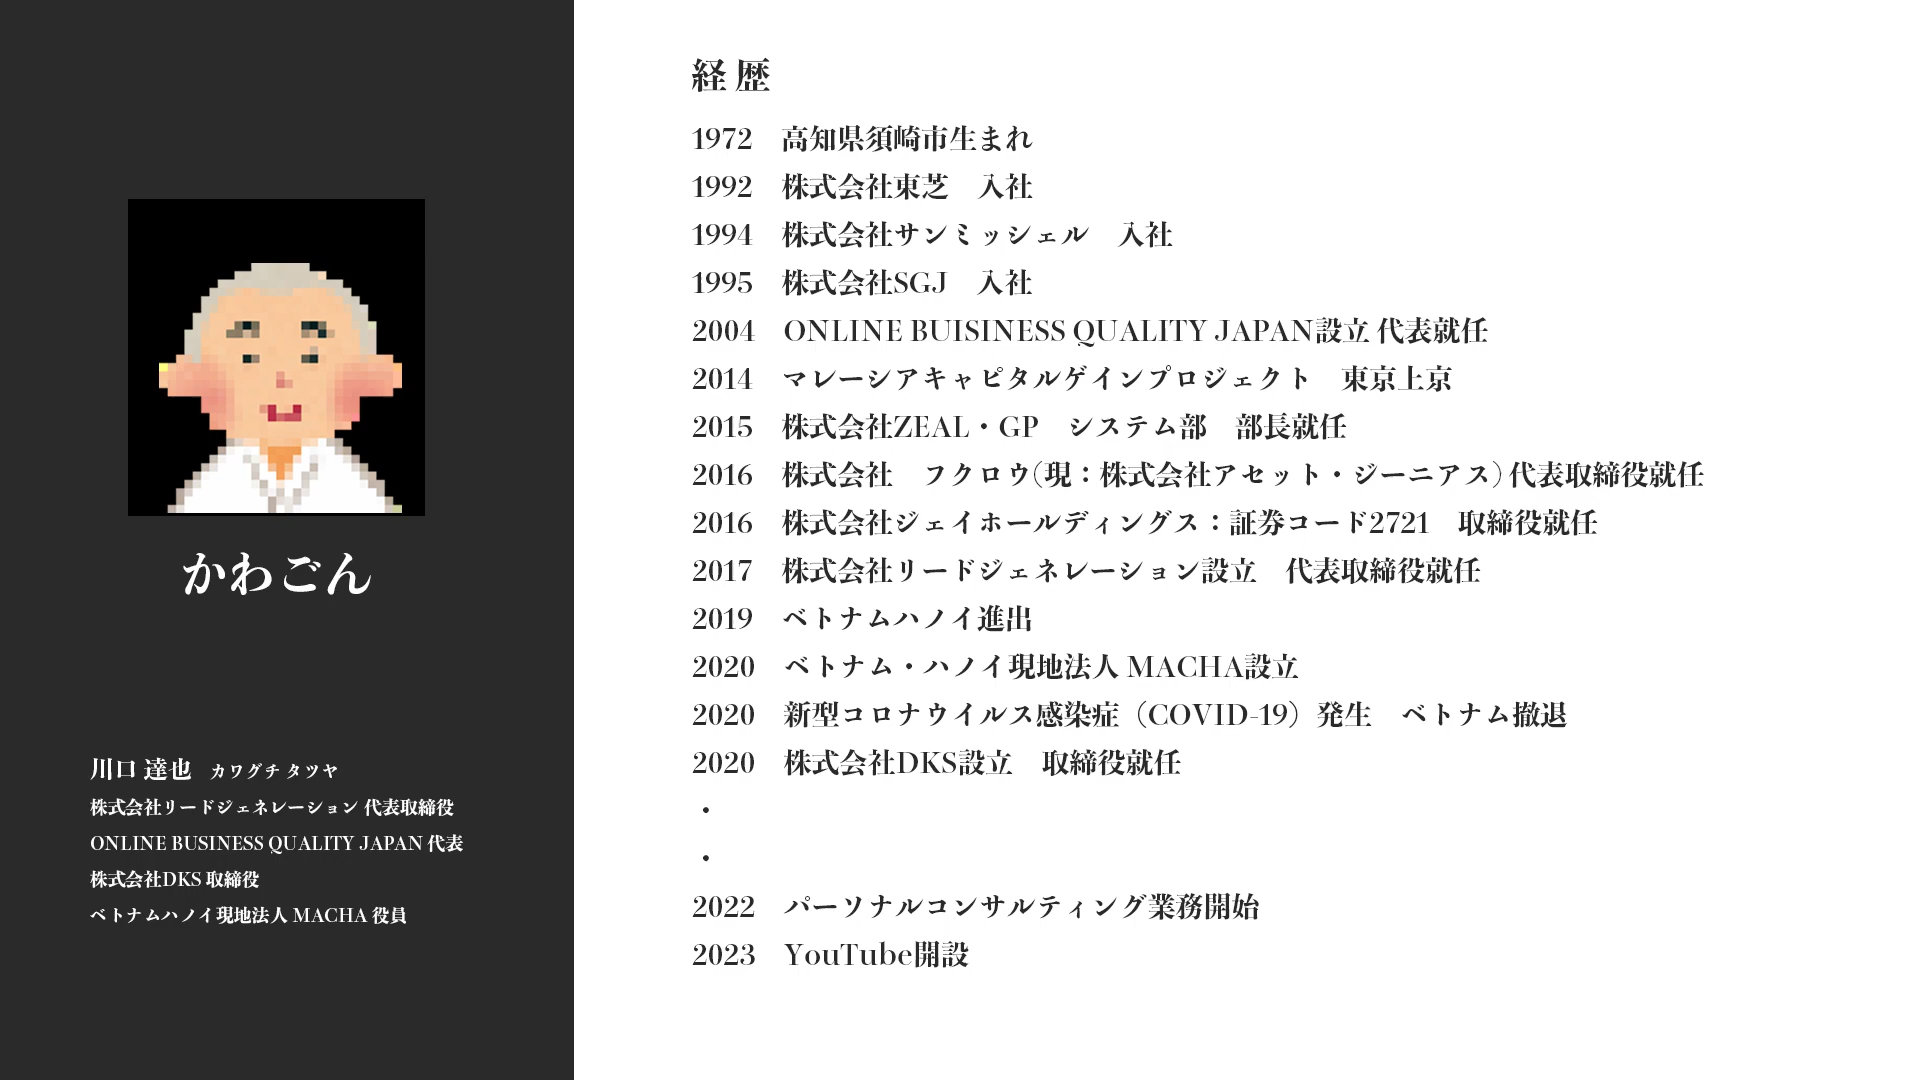 かわごん
川口 達也　カワグチ タツヤ
株式会社リードジェネレーション 代表取締役
ONLINE BUSINESS QUALITY JAPAN 代表
株式会社DKS 取締役
ベトナムハノイ現地法人 MACHA 役員
経 歴
1972　高知県須崎市生まれ
1992　株式会社東芝　入社
1994　株式会社サンミッシェル　入社
1995　株式会社SGJ　入社
2004　ONLINE BUISINESS QUALITY JAPAN設立 代表就任
2014　マレーシアキャピタルゲインプロジェクト　東京上京
2015　株式会社ZEAL・GP　システム部　部長就任
2016　株式会社　フクロウ(現：株式会社アセット・ジーニアス) 代表取締役就任
2016　株式会社ジェイホールディングス：証券コード2721　取締役就任
2017　株式会社リードジェネレーション設立　代表取締役就任
2019　ベトナムハノイ進出
2020　ベトナム・ハノイ現地法人 MACHA設立
2020　新型コロナウイルス感染症（COVID-19）発生　ベトナム撤退
2020　株式会社DKS設立　取締役就任
・
・
2022　パーソナルコンサルティング業務開始
2023　YouTube開設